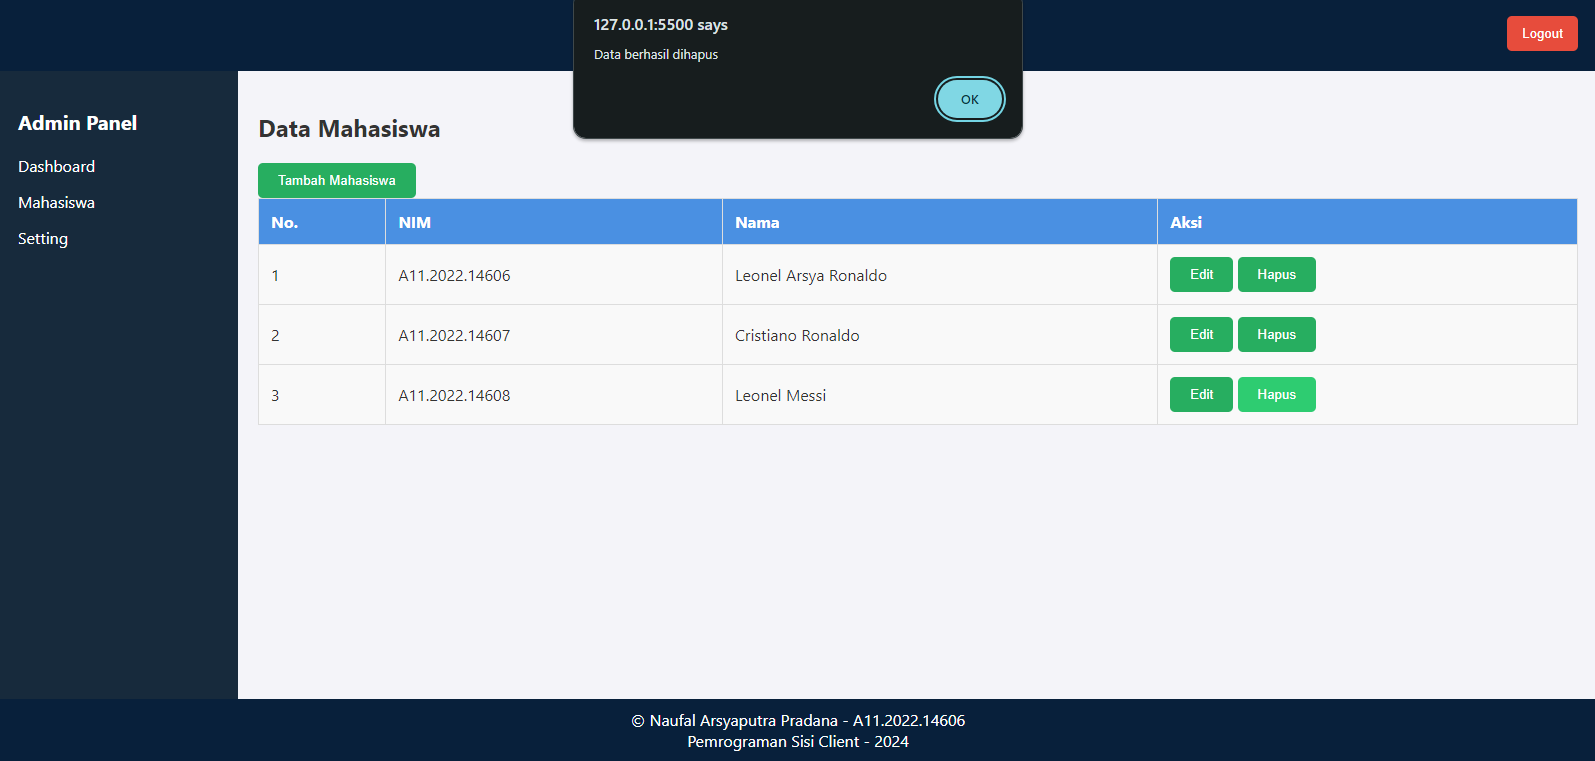 127.0.0.1:5500 says
Data berhasil dihapus
OK
Logout
Admin Panel
Dashboard
Mahasiswa
Setting
Data Mahasiswa
Tambah Mahasiswa
No. NIM Nama Aksi
1 A11.2022.14606 Leonel Arsya Ronaldo Edit Hapus
2 A11.2022.14607 Cristiano Ronaldo Edit Hapus
3 A11.2022.14608 Leonel Messi Edit Hapus
© Naufal Arsyaputra Pradana - A11.2022.14606
Pemrograman Sisi Client - 2024